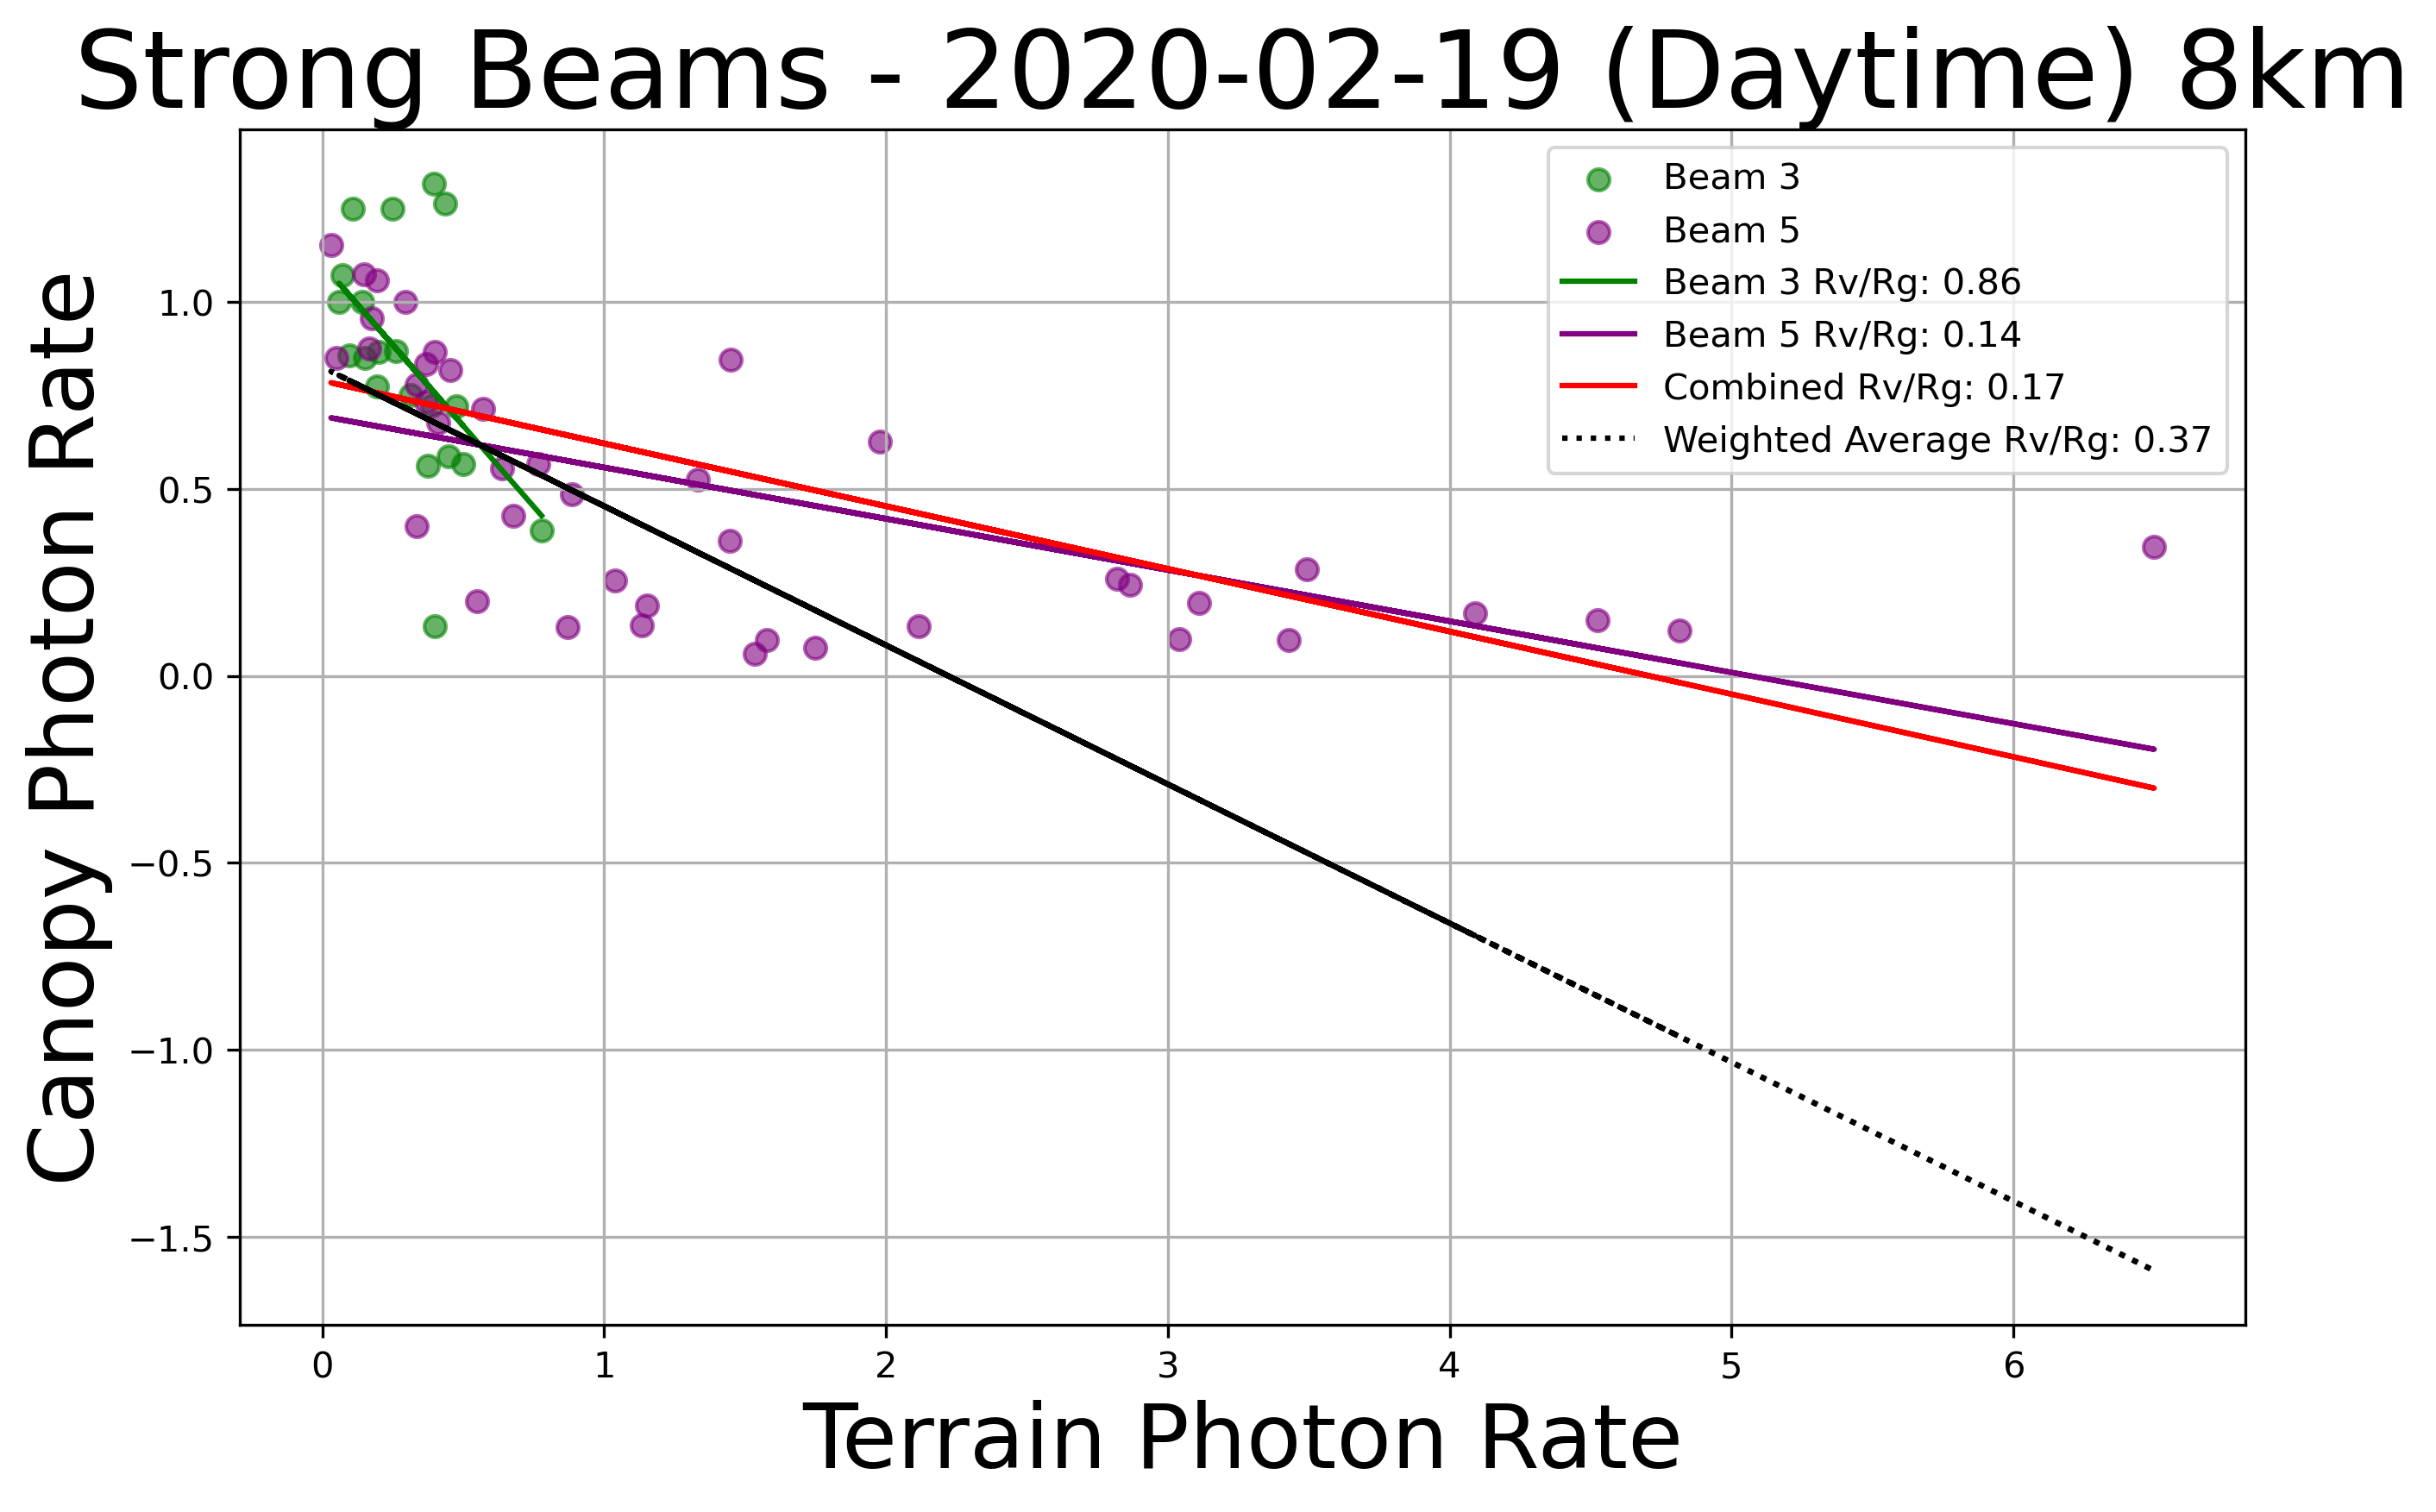 Strong Beams - 2020-02-19 (Daytime) 8km
Beam 3
Beam 5
Beam 3 Rv/Rg: 0.86
Beam 5 Rv/Rg: 0.14
Combined Rv/Rg: 0.17
Weighted Average Rv/Rg: 0.37
Canopy Photon Rate
1.0
0.5
0.0
−0.5
−1.0
−1.5
0 1 2 3 4 5 6
Terrain Photon Rate